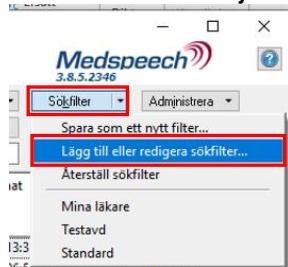 Ersätt
Medspeech
3.8.5.2346
Sökfilter
Administrera
Spara som ett nytt filter...
Lägg till eller redigera sökfilter...
Återställ sökfilter
Mina läkare
Testavd
Standard